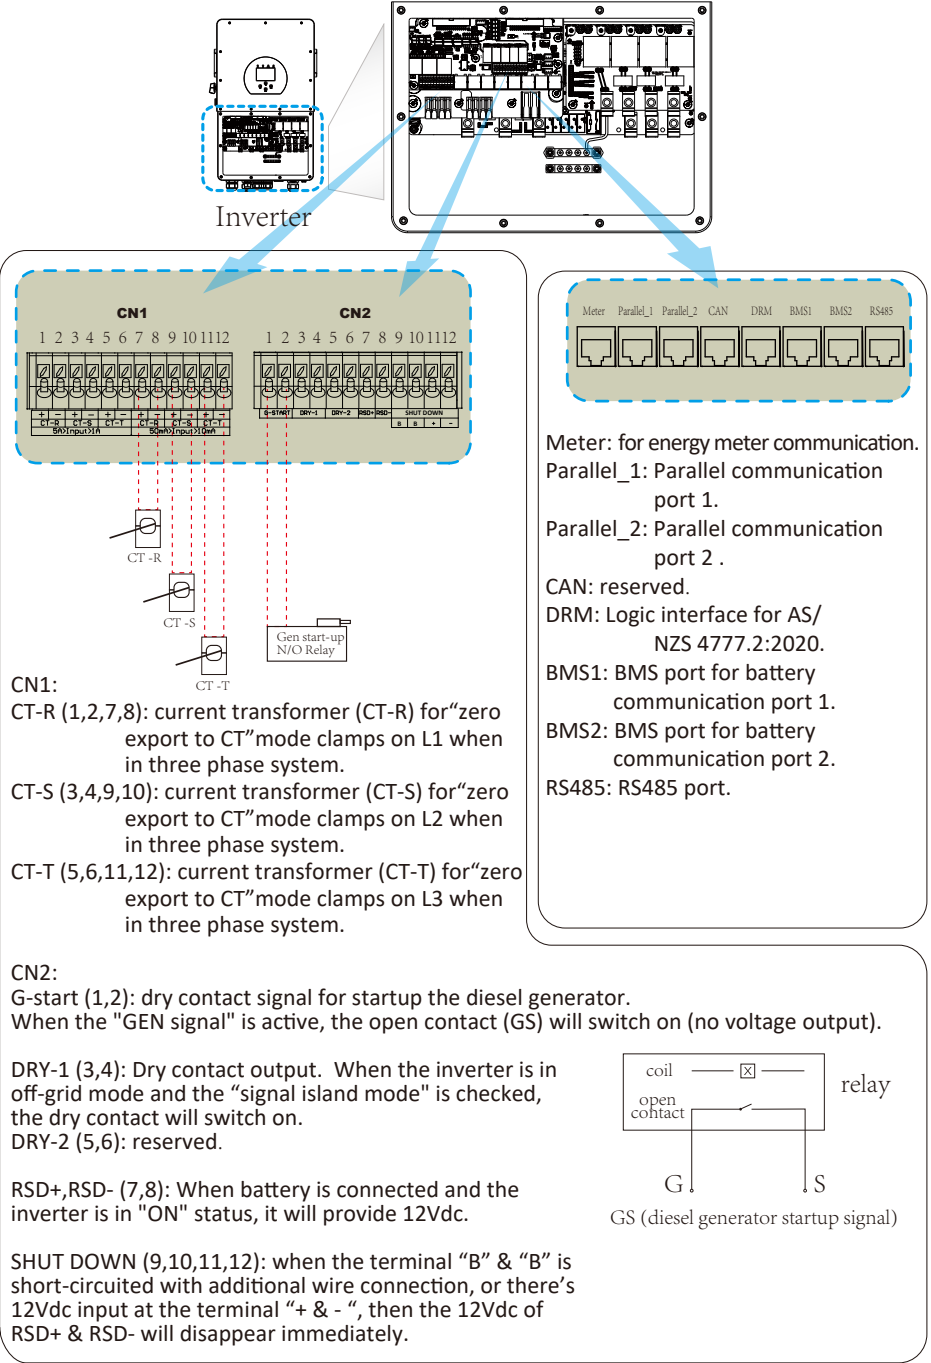 Inverter
CN1
CN2
1 2 3 4 5 6 7 8 9 10 11 12
1 2 3 4 5 6 7 8 9 10 11 12
+ − + − + − + − + − + −
CT-R CT-S CT-T CT-R CT-S CT-T
5A>Input>1A 50mA>Input>10mA
G-START DRY-1 DRY-2 RSD+ RSD- SHUT DOWN
B B + −
CT -R
CT -S
CT -T
Gen start-up
N/O Relay
Meter Parallel_1 Parallel_2 CAN DRM BMS1 BMS2 RS485
Meter: for energy meter communication.
Parallel_1: Parallel communication
port 1.
Parallel_2: Parallel communication
port 2 .
CAN: reserved.
DRM: Logic interface for AS/
NZS 4777.2:2020.
BMS1: BMS port for battery
communication port 1.
BMS2: BMS port for battery
communication port 2.
RS485: RS485 port.
CN1:
CT-R (1,2,7,8): current transformer (CT-R) for“zero
export to CT”mode clamps on L1 when
in three phase system.
CT-S (3,4,9,10): current transformer (CT-S) for“zero
export to CT”mode clamps on L2 when
in three phase system.
CT-T (5,6,11,12): current transformer (CT-T) for“zero
export to CT”mode clamps on L3 when
in three phase system.
CN2:
G-start (1,2): dry contact signal for startup the diesel generator.
When the "GEN signal" is active, the open contact (GS) will switch on (no voltage output).
DRY-1 (3,4): Dry contact output. When the inverter is in
off-grid mode and the “signal island mode" is checked,
the dry contact will switch on.
DRY-2 (5,6): reserved.
RSD+,RSD- (7,8): When battery is connected and the
inverter is in "ON" status, it will provide 12Vdc.
SHUT DOWN (9,10,11,12): when the terminal “B” & “B” is
short-circuited with additional wire connection, or there’s
12Vdc input at the terminal “+ & - “, then the 12Vdc of
RSD+ & RSD- will disappear immediately.
coil
open
contact
relay
G
S
GS (diesel generator startup signal)